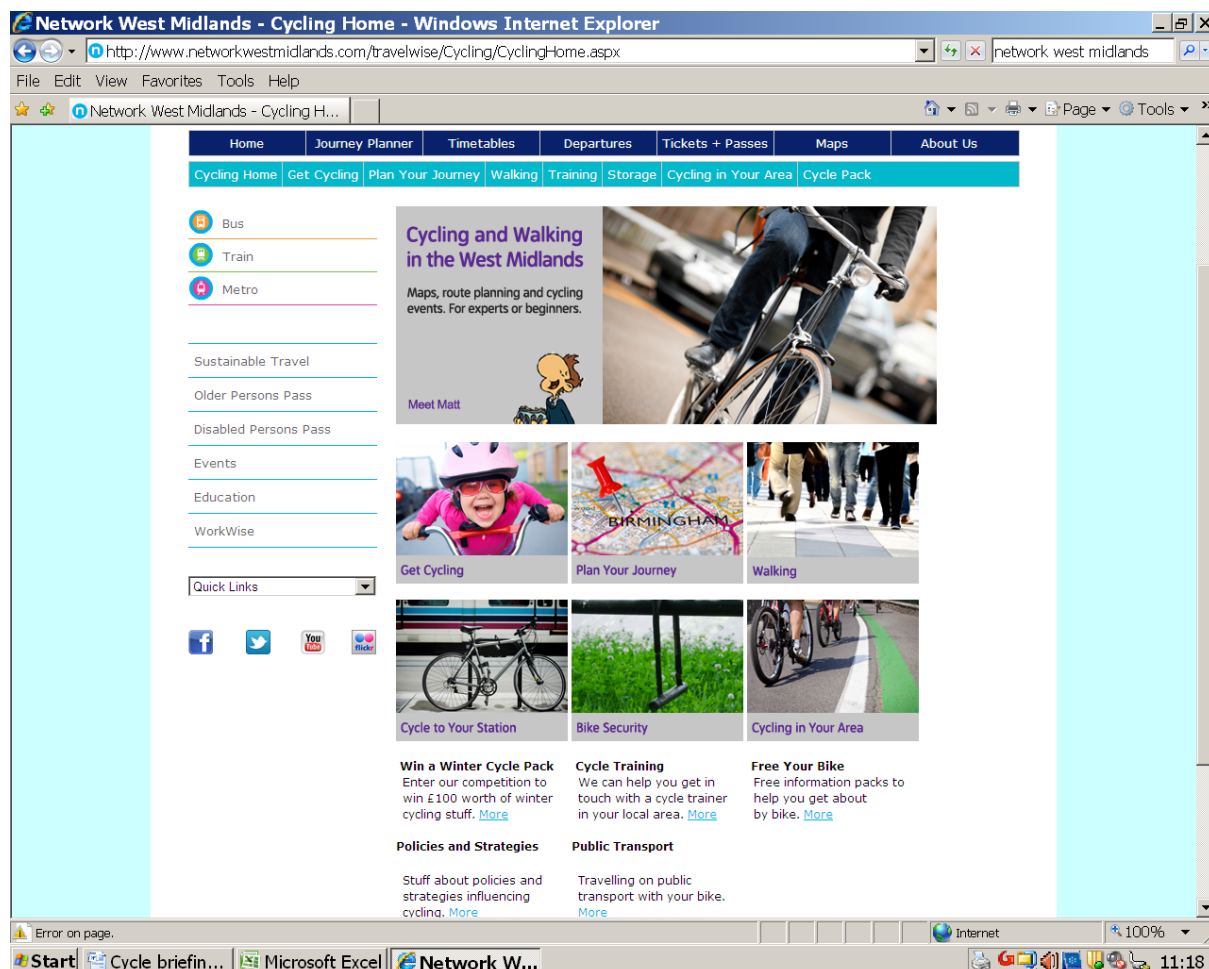 Network West Midlands - Cycling Home - Windows Internet Explorer
http://www.networkwestmidlands.com/travelwise/Cycling/CyclingHome.aspx
network west midlands
File Edit View Favorites Tools Help
Network West Midlands - Cycling H...
Page Tools
Home Journey Planner Timetables Departures Tickets + Passes Maps About Us
Cycling Home Get Cycling Plan Your Journey Walking Training Storage Cycling in Your Area Cycle Pack
Bus
Train
Metro
Sustainable Travel
Older Persons Pass
Disabled Persons Pass
Events
Education
WorkWise
Quick Links
You
Tube
flickr
Cycling and Walking
in the West Midlands
Maps, route planning and cycling
events. For experts or beginners.
Meet Matt
BIRMINGHAM
Get Cycling
Plan Your Journey
Walking
Cycle to Your Station
Bike Security
Cycling in Your Area
Win a Winter Cycle Pack
Enter our competition to
win £100 worth of winter
cycling stuff. More
Cycle Training
We can help you get in
touch with a cycle trainer
in your local area. More
Free Your Bike
Free information packs to
help you get about
by bike. More
Policies and Strategies
Stuff about policies and
strategies influencing
cycling. More
Public Transport
Travelling on public
transport with your bike.
More
Error on page.
Internet
100%
Start
Cycle briefin...
Microsoft Excel
Network W...
11:18